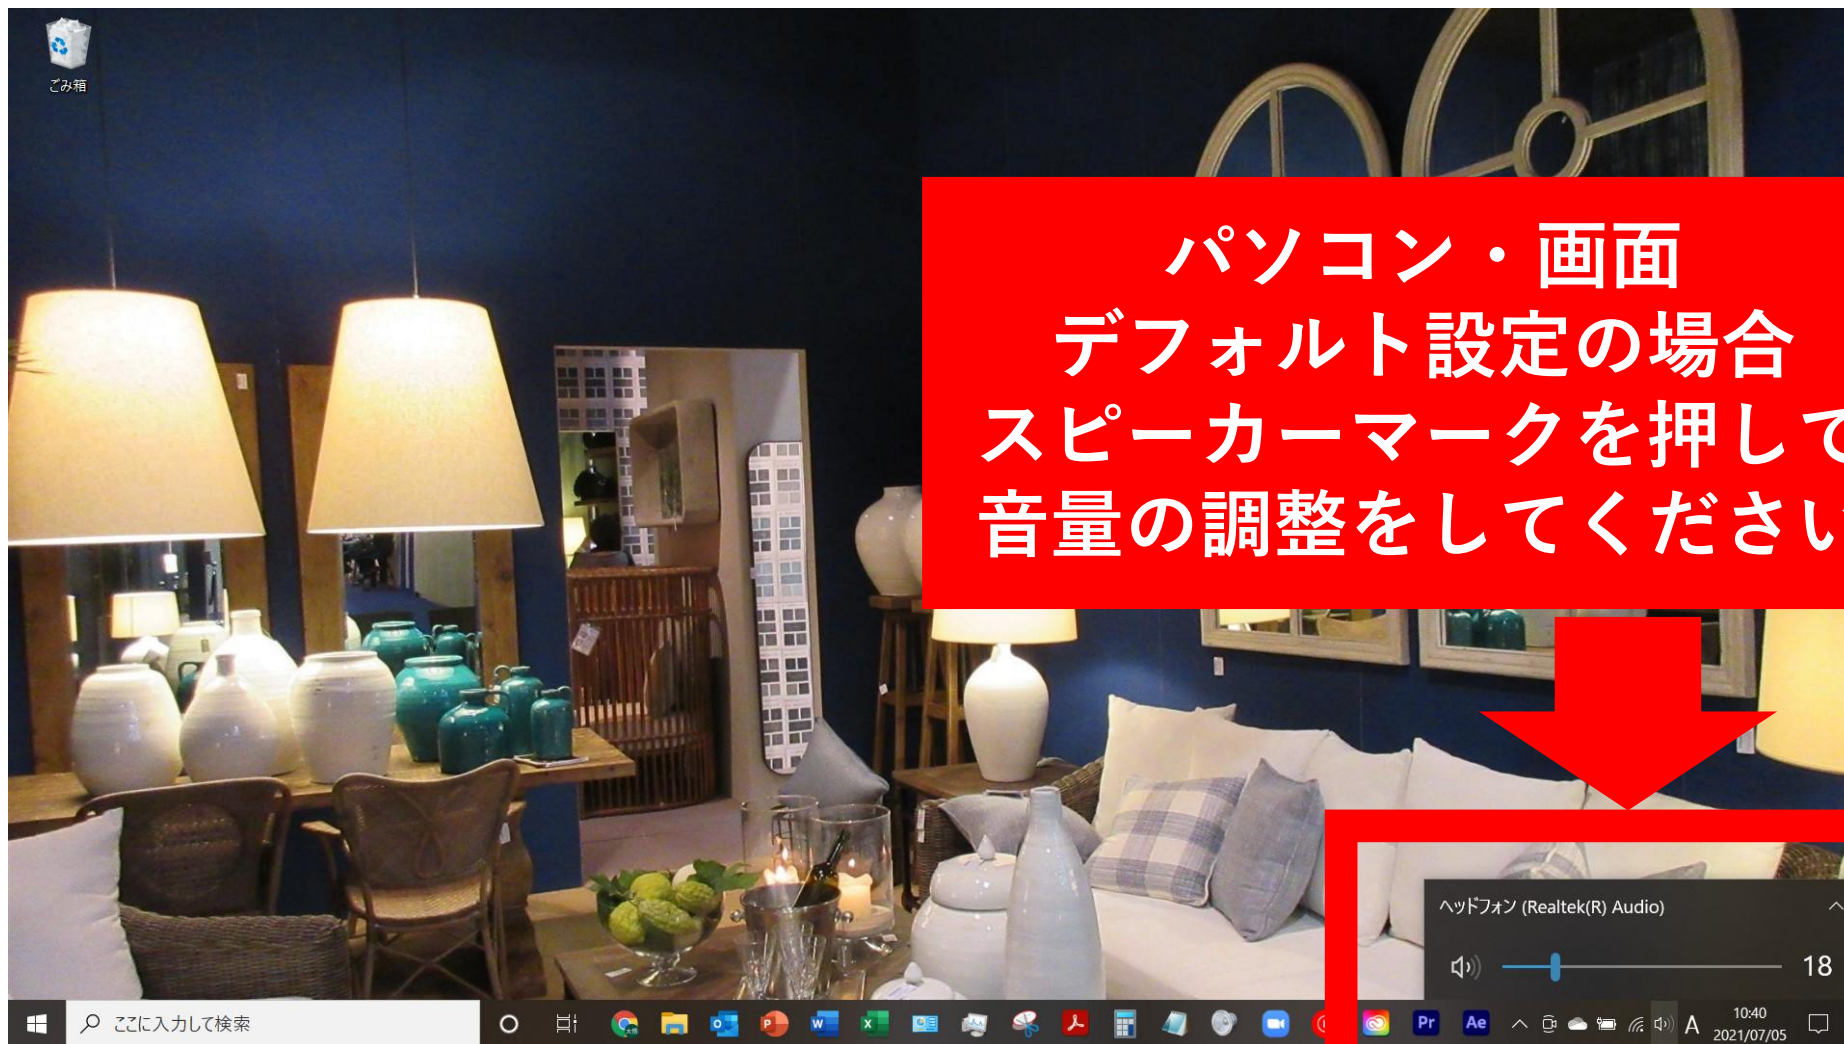 ごみ箱
パソコン・画面
デフォルト設定の場合
スピーカーマークを押して
音量の調整をしてください
ヘッドフォン (Realtek(R) Audio)
18
ここに入力して検索
Pr
Ae
A
10:40
2021/07/05